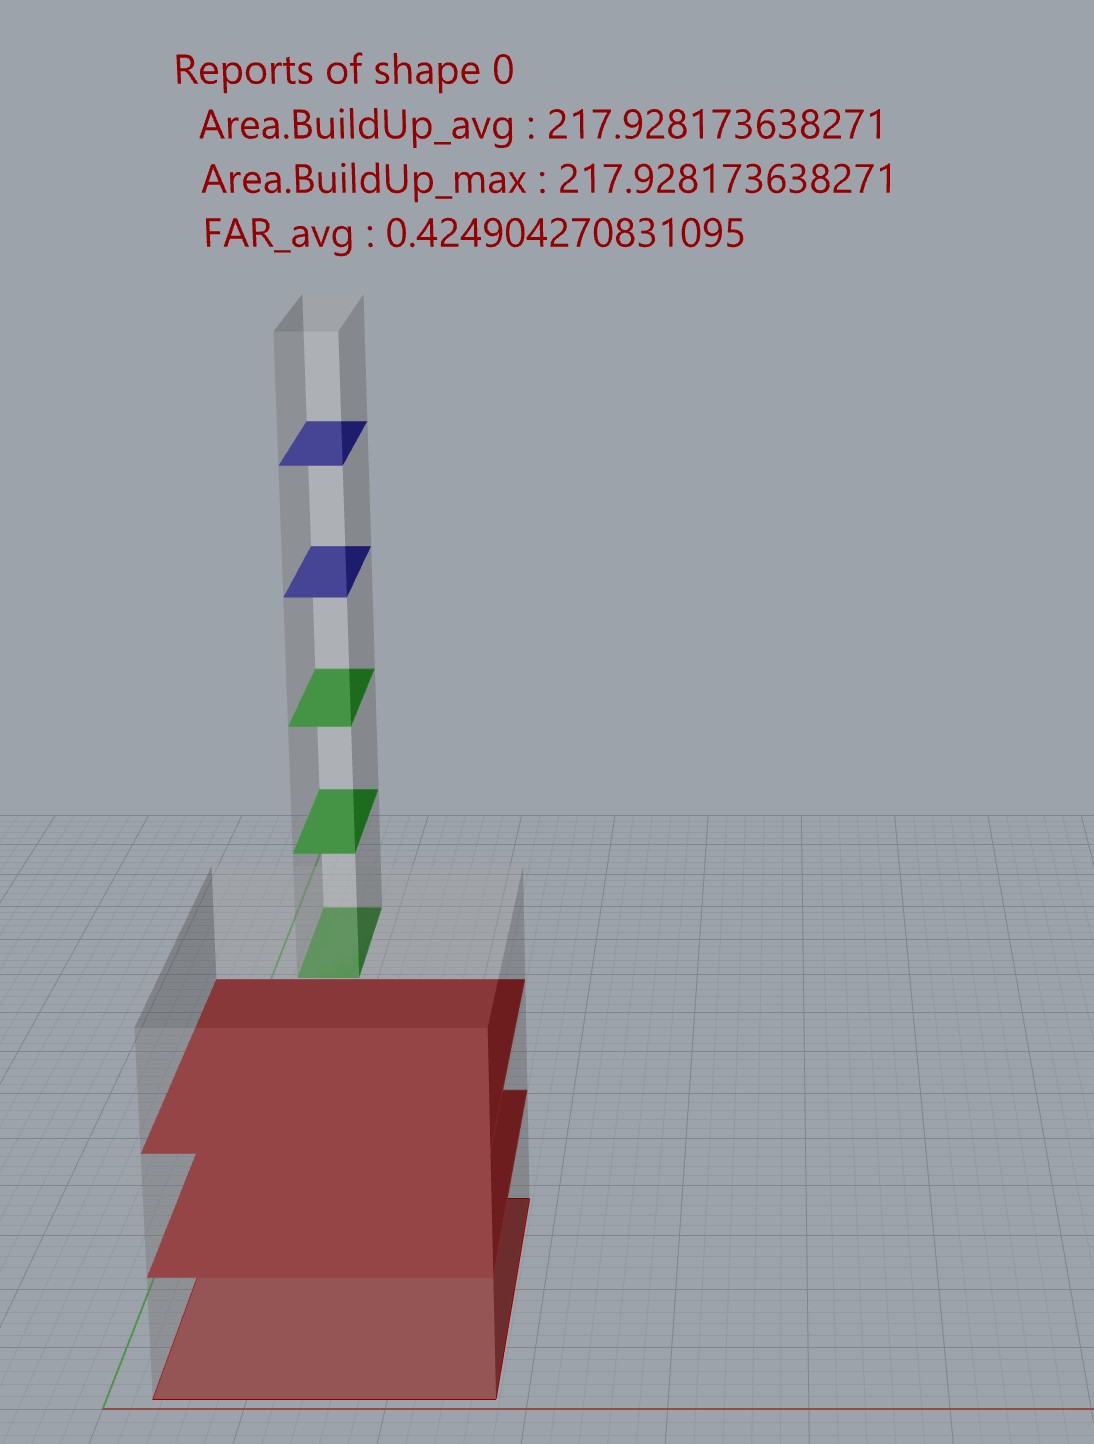 Reports of shape 0
Area.BuildUp_avg : 217.928173638271
Area.BuildUp_max : 217.928173638271
FAR_avg : 0.424904270831095